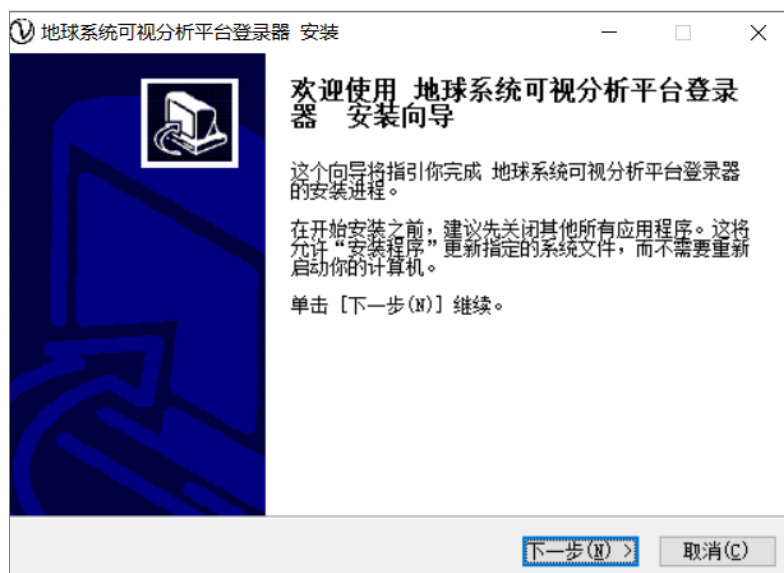 地球系统可视分析平台登录器 安装
欢迎使用 地球系统可视分析平台登录
器 安装向导
这个向导将指引你完成 地球系统可视分析平台登录器
的安装进程。
在开始安装之前，建议先关闭其他所有应用程序。这将
允许“安装程序”更新指定的系统文件，而不需要重新
启动你的计算机。
单击 [下一步(N)] 继续。
下一步(N) >
取消(C)